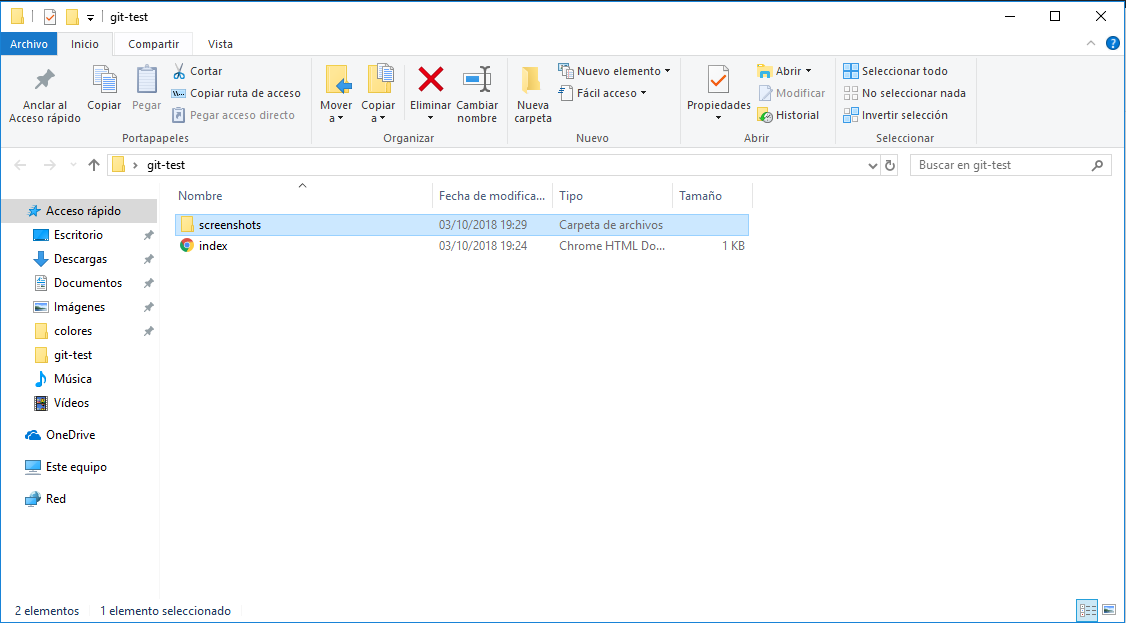 git-test
Archivo Inicio Compartir Vista
Anclar al Acceso rápido
Copiar
Pegar
Cortar
Copiar ruta de acceso
Pegar acceso directo
Portapapeles
Mover a
Copiar a
Eliminar
Cambiar nombre
Organizar
Nueva carpeta
Nuevo elemento
Fácil acceso
Nuevo
Propiedades
Abrir
Modificar
Historial
Abrir
Seleccionar todo
No seleccionar nada
Invertir selección
Seleccionar
git-test
Buscar en git-test
Acceso rápido
Escritorio
Descargas
Documentos
Imágenes
colores
git-test
Música
Vídeos
OneDrive
Este equipo
Red
Nombre Fecha de modifica... Tipo Tamaño
screenshots 03/10/2018 19:29 Carpeta de archivos
index 03/10/2018 19:24 Chrome HTML Do... 1 KB
2 elementos 1 elemento seleccionado